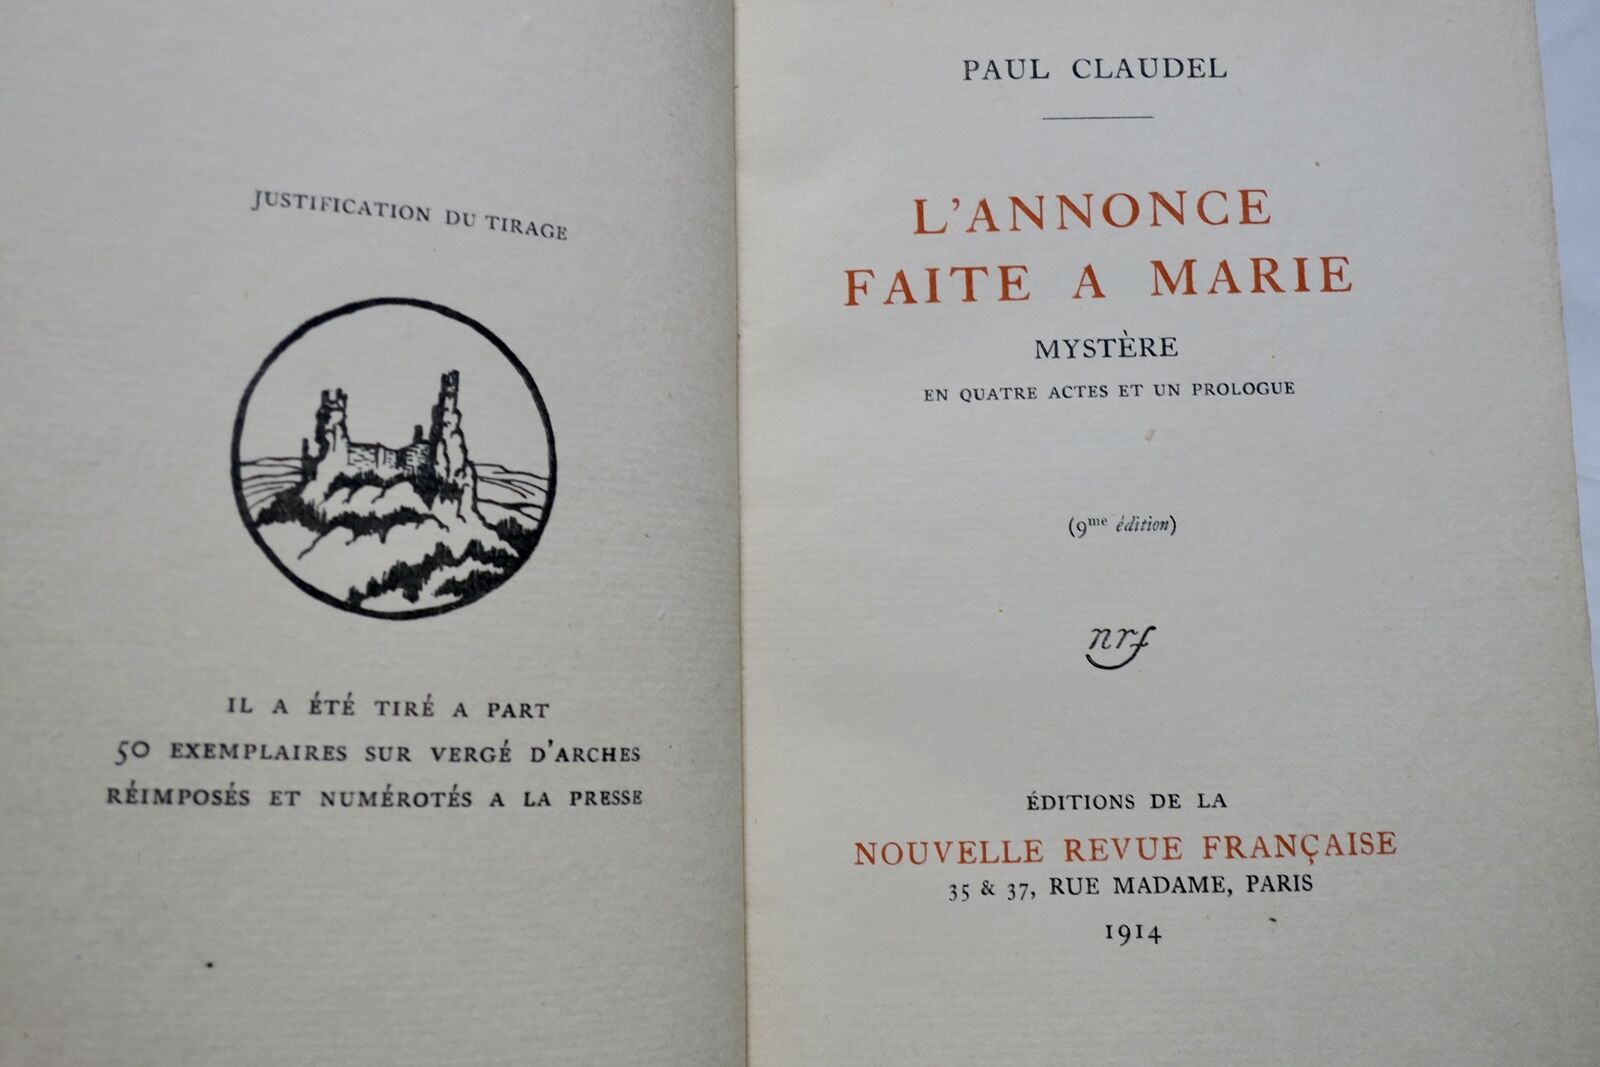 JUSTIFICATION DU TIRAGE
IL A ÉTÉ TIRÉ A PART
50 EXEMPLAIRES SUR VERGÉ D'ARCHES
RÉIMPOSÉS ET NUMÉROTÉS A LA PRESSE
PAUL CLAUDEL
L'ANNONCE
FAITE A MARIE
MYSTÈRE
EN QUATRE ACTES ET UN PROLOGUE
(9me édition)
nrf
ÉDITIONS DE LA
NOUVELLE REVUE FRANÇAISE
35 & 37, RUE MADAME, PARIS
1914